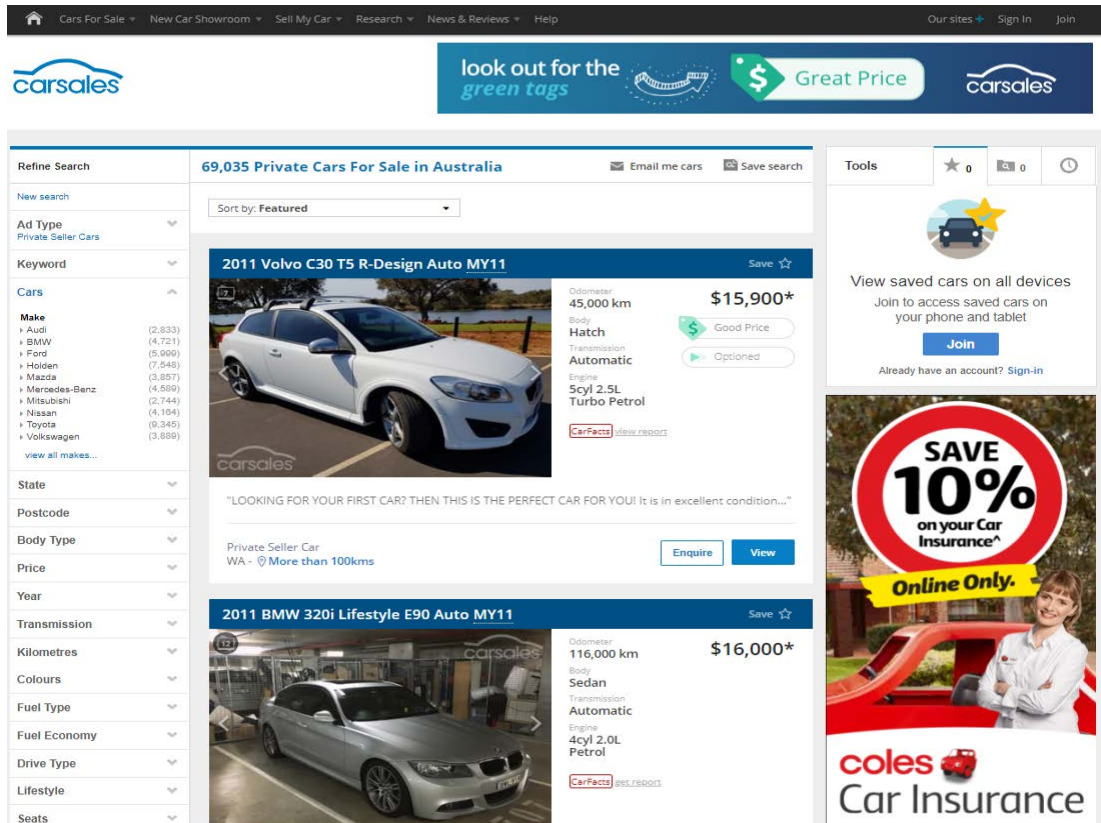 Cars For Sale New Car Showroom Sell My Car Research News & Reviews Help Our sites + Sign In Join
carsales
look out for the
green tags
$ Great Price
carsales
Refine Search
New search
Ad Type
Private Seller Cars
Keyword
Cars
Make
Audi (2,833)
BMW (4,721)
Ford (5,999)
Holden (7,548)
Mazda (3,857)
Mercedes-Benz (4,589)
Mitsubishi (2,744)
Nissan (4,164)
Toyota (9,345)
Volkswagen (3,889)
view all makes...
State
Postcode
Body Type
Price
Year
Transmission
Kilometres
Colours
Fuel Type
Fuel Economy
Drive Type
Lifestyle
Seats
69,035 Private Cars For Sale in Australia
Email me cars Save search
Sort by: Featured
2011 Volvo C30 T5 R-Design Auto MY11 Save
7
carsales
Odometer
45,000 km
Body
Hatch
Transmission
Automatic
Engine
5cyl 2.5L
Turbo Petrol
CarFacts view report
$15,900*
$ Good Price
Optioned
"LOOKING FOR YOUR FIRST CAR? THEN THIS IS THE PERFECT CAR FOR YOU! It is in excellent condition..."
Private Seller Car
WA - More than 100kms
Enquire View
2011 BMW 320i Lifestyle E90 Auto MY11 Save
12
carsales
Odometer
116,000 km
Body
Sedan
Transmission
Automatic
Engine
4cyl 2.0L
Petrol
CarFacts get report
$16,000*
Tools 0 0
View saved cars on all devices
Join to access saved cars on
your phone and tablet
Join
Already have an account? Sign-in
SAVE
10%
on your Car
Insurance^
Online Only.
coles
Car Insurance